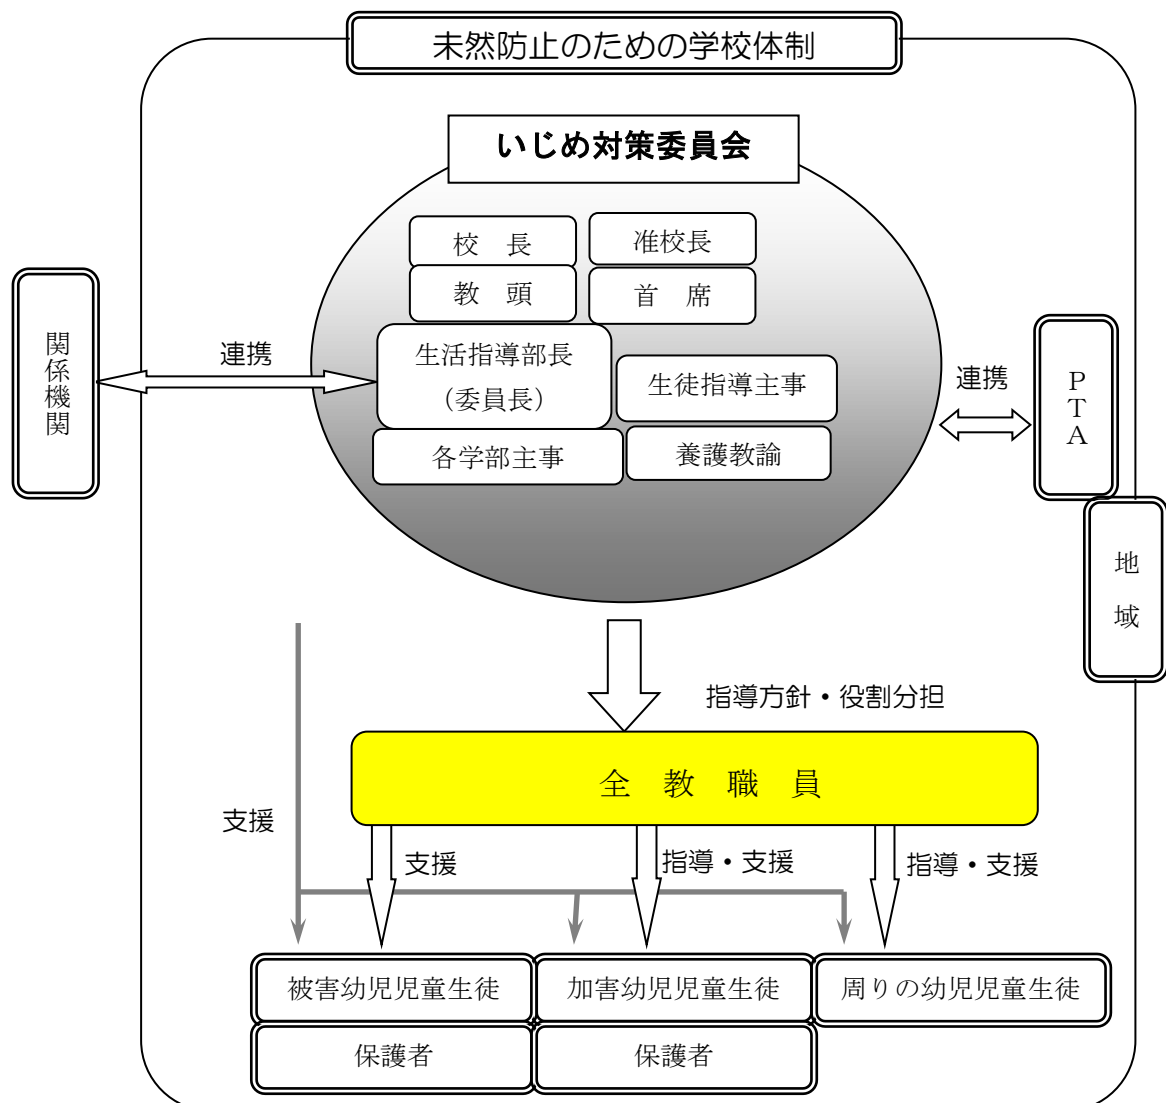 未然防止のための学校体制
いじめ対策委員会
校　長
准校長
教　頭
首　席
生活指導部長
（委員長）
生徒指導主事
各学部主事
養護教諭
関係機関
連携
連携
ＰＴＡ
地域
指導方針・役割分担
全　教　職　員
支援
支援
指導・支援
指導・支援
被害幼児児童生徒
加害幼児児童生徒
周りの幼児児童生徒
保護者
保護者